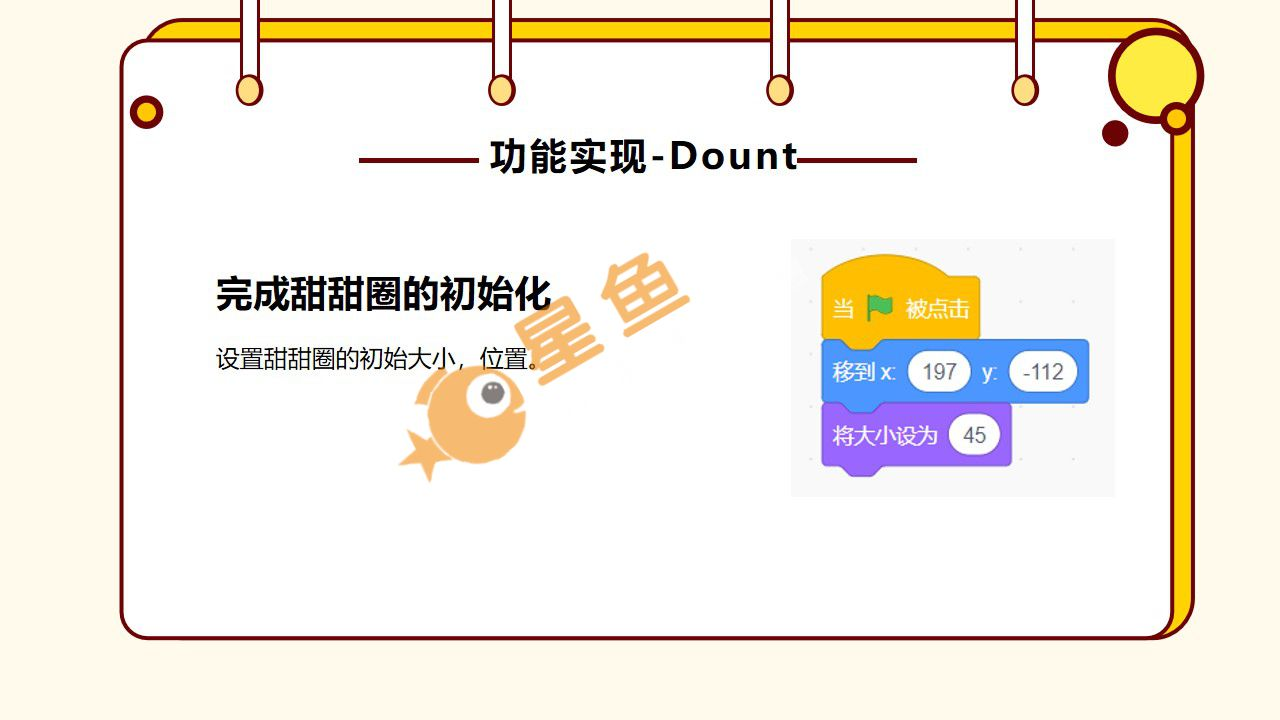 功能实现-Dount
完成甜甜圈的初始化
设置甜甜圈的初始大小，位置。
星鱼
当 被点击
移到 x: 197 y: -112
将大小设为 45